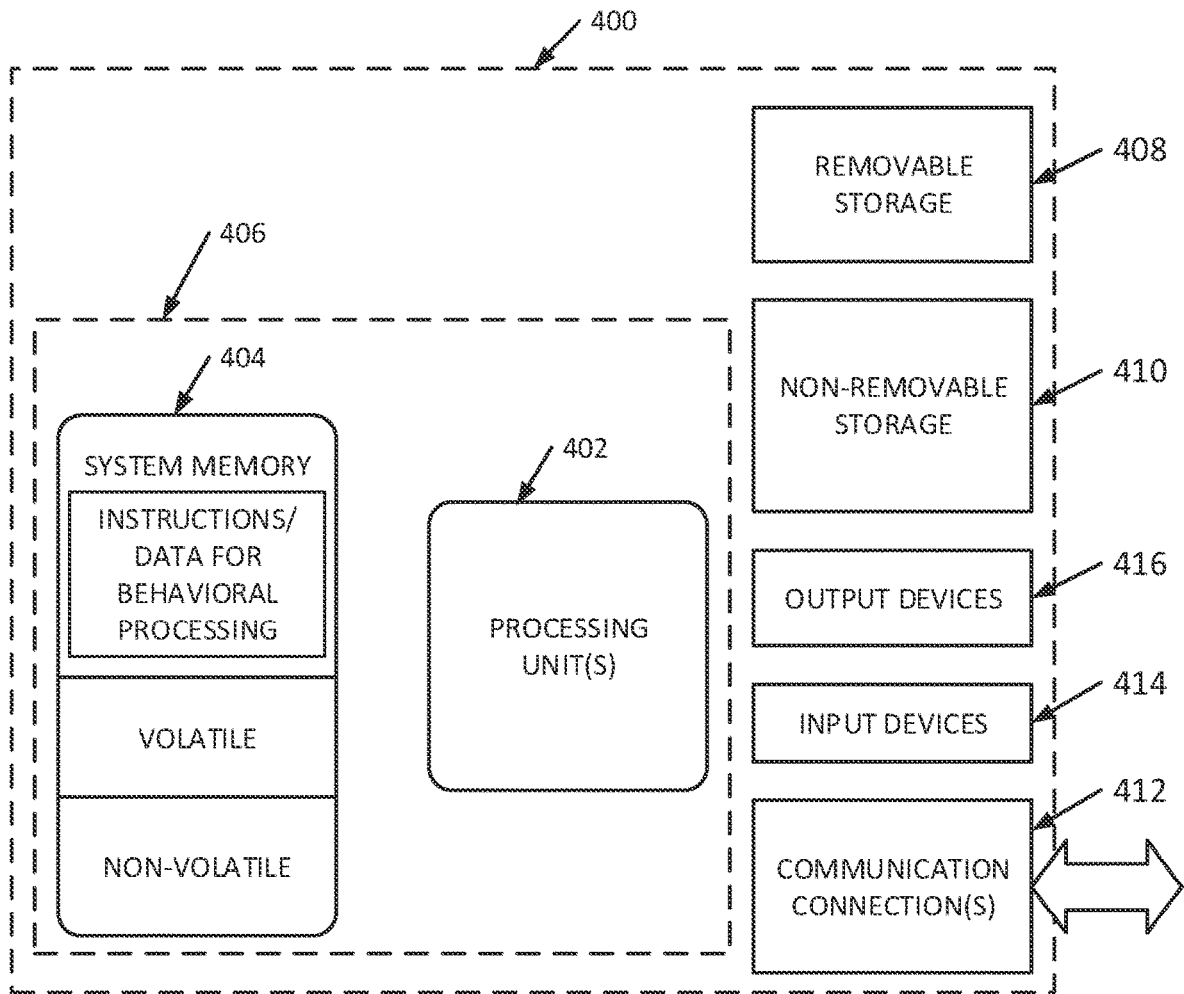 400
REMOVABLE
STORAGE
408
406
NON-REMOVABLE
STORAGE
410
404
SYSTEM MEMORY
INSTRUCTIONS/
DATA FOR
BEHAVIORAL
PROCESSING
VOLATILE
NON-VOLATILE
402
PROCESSING
UNIT(S)
OUTPUT DEVICES
416
INPUT DEVICES
414
COMMUNICATION
CONNECTION(S)
412